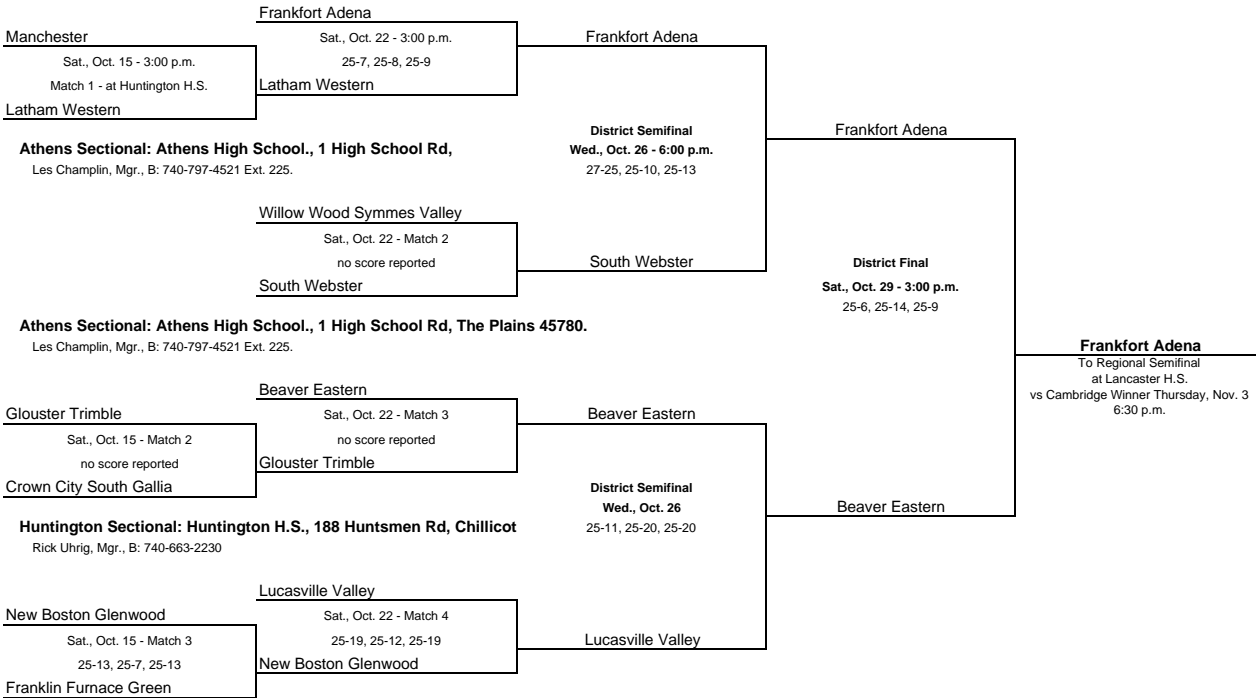 Frankfort Adena
Manchester
Sat., Oct. 22 - 3:00 p.m.
Frankfort Adena
Sat., Oct. 15 - 3:00 p.m.
25-7, 25-8, 25-9
Match 1 - at Huntington H.S.
Latham Western
Latham Western
District Semifinal
Frankfort Adena
Athens Sectional: Athens High School., 1 High School Rd,
Wed., Oct. 26 - 6:00 p.m.
Les Champlin, Mgr., B: 740-797-4521 Ext. 225.
27-25, 25-10, 25-13
Willow Wood Symmes Valley
Sat., Oct. 22 - Match 2
no score reported
South Webster
District Final
South Webster
Sat., Oct. 29 - 3:00 p.m.
25-6, 25-14, 25-9
Athens Sectional: Athens High School., 1 High School Rd, The Plains 45780.
Les Champlin, Mgr., B: 740-797-4521 Ext. 225.
Frankfort Adena
To Regional Semifinal
at Lancaster H.S.
vs Cambridge Winner Thursday, Nov. 3
6:30 p.m.
Beaver Eastern
Glouster Trimble
Sat., Oct. 22 - Match 3
Beaver Eastern
Sat., Oct. 15 - Match 2
no score reported
no score reported
Glouster Trimble
Crown City South Gallia
District Semifinal
Wed., Oct. 26
Beaver Eastern
Huntington Sectional: Huntington H.S., 188 Huntsmen Rd, Chillicot
25-11, 25-20, 25-20
Rick Uhrig, Mgr., B: 740-663-2230
Lucasville Valley
New Boston Glenwood
Sat., Oct. 22 - Match 4
Sat., Oct. 15 - Match 3
25-19, 25-12, 25-19
Lucasville Valley
25-13, 25-7, 25-13
New Boston Glenwood
Franklin Furnace Green